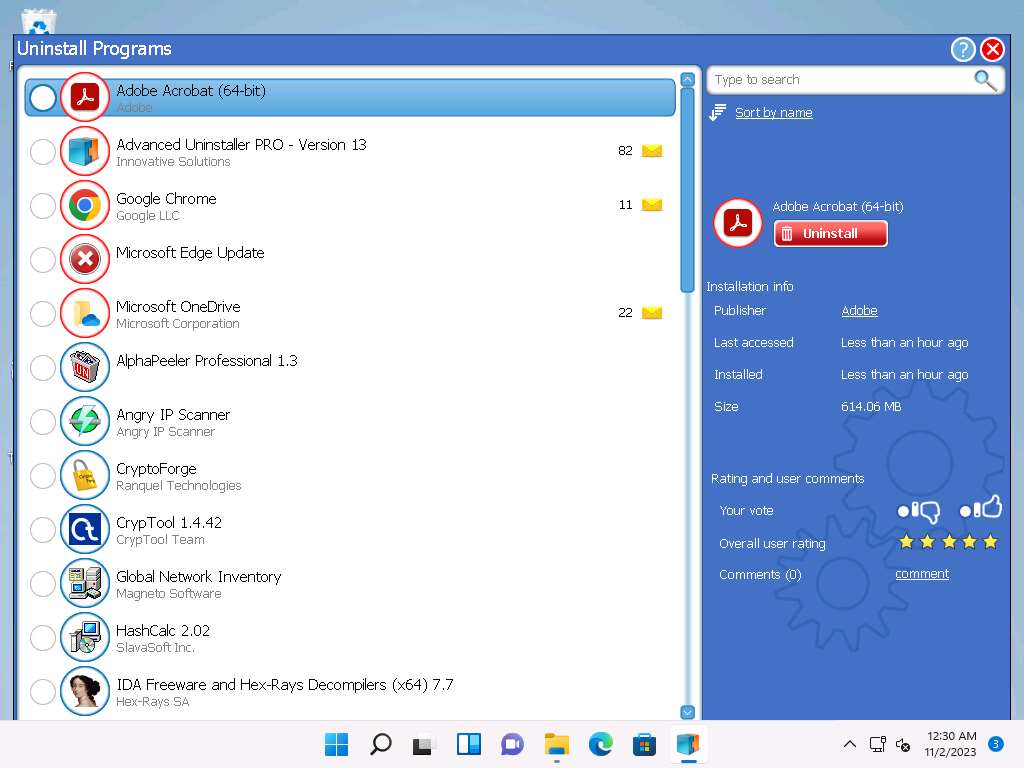 Uninstall Programs
?
Adobe Acrobat (64-bit)
Adobe
Advanced Uninstaller PRO - Version 13
Innovative Solutions
82
Google Chrome
Google LLC
11
Microsoft Edge Update
Microsoft OneDrive
Microsoft Corporation
22
AlphaPeeler Professional 1.3
Angry IP Scanner
Angry IP Scanner
CryptoForge
Ranquel Technologies
CrypTool 1.4.42
CrypTool Team
Global Network Inventory
Magneto Software
HashCalc 2.02
SlavaSoft Inc.
IDA Freeware and Hex-Rays Decompilers (x64) 7.7
Hex-Rays SA
Type to search
Sort by name
Adobe Acrobat (64-bit)
Uninstall
Installation info
Publisher Adobe
Last accessed Less than an hour ago
Installed Less than an hour ago
Size 614.06 MB
Rating and user comments
Your vote
Overall user rating
Comments (0) comment
12:30 AM
11/2/2023
3